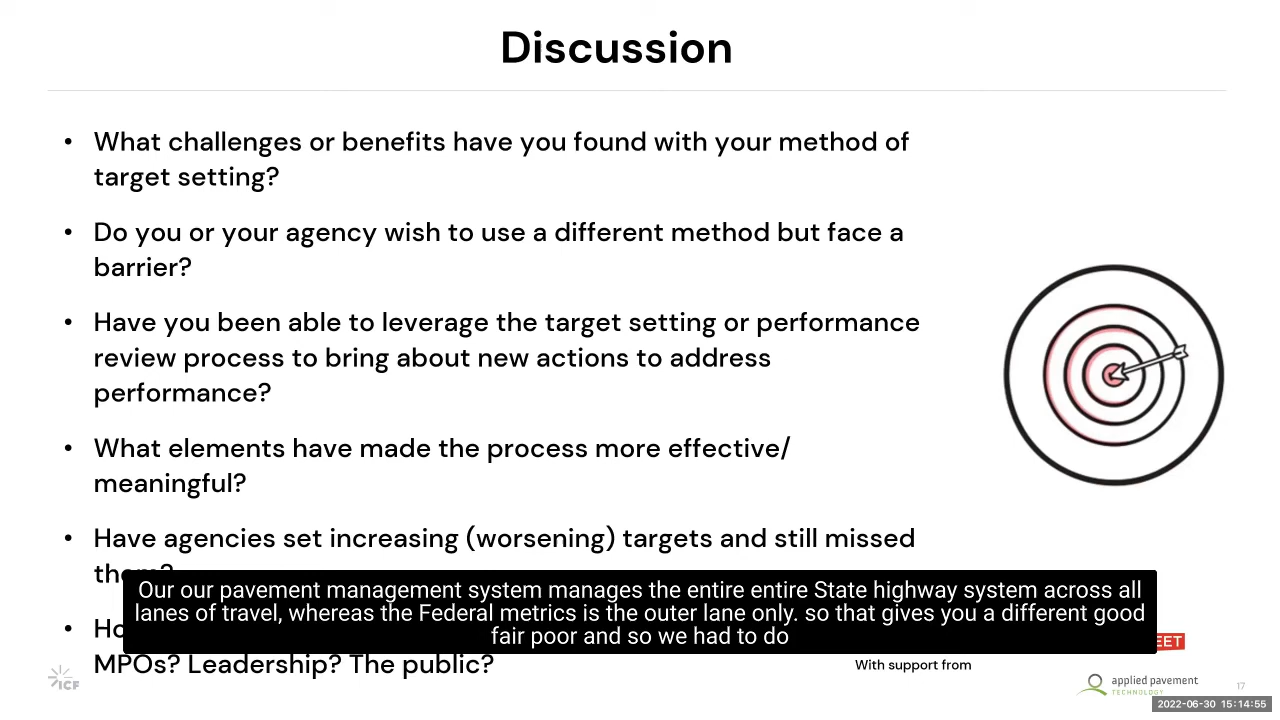 Discussion
• What challenges or benefits have you found with your method of
target setting?
• Do you or your agency wish to use a different method but face a
barrier?
• Have you been able to leverage the target setting or performance
review process to bring about new actions to address
performance?
• What elements have made the process more effective/
meaningful?
• Have agencies set increasing (worsening) targets and still missed
them?
Our our pavement management system manages the entire entire State highway system across all
lanes of travel, whereas the Federal metrics is the outer lane only. so that gives you a different good
fair poor and so we had to do
MPOs? Leadership? The public?
With support from
ICF
applied pavement
TECHNOLOGY
17
2022-06-30 15:14:55